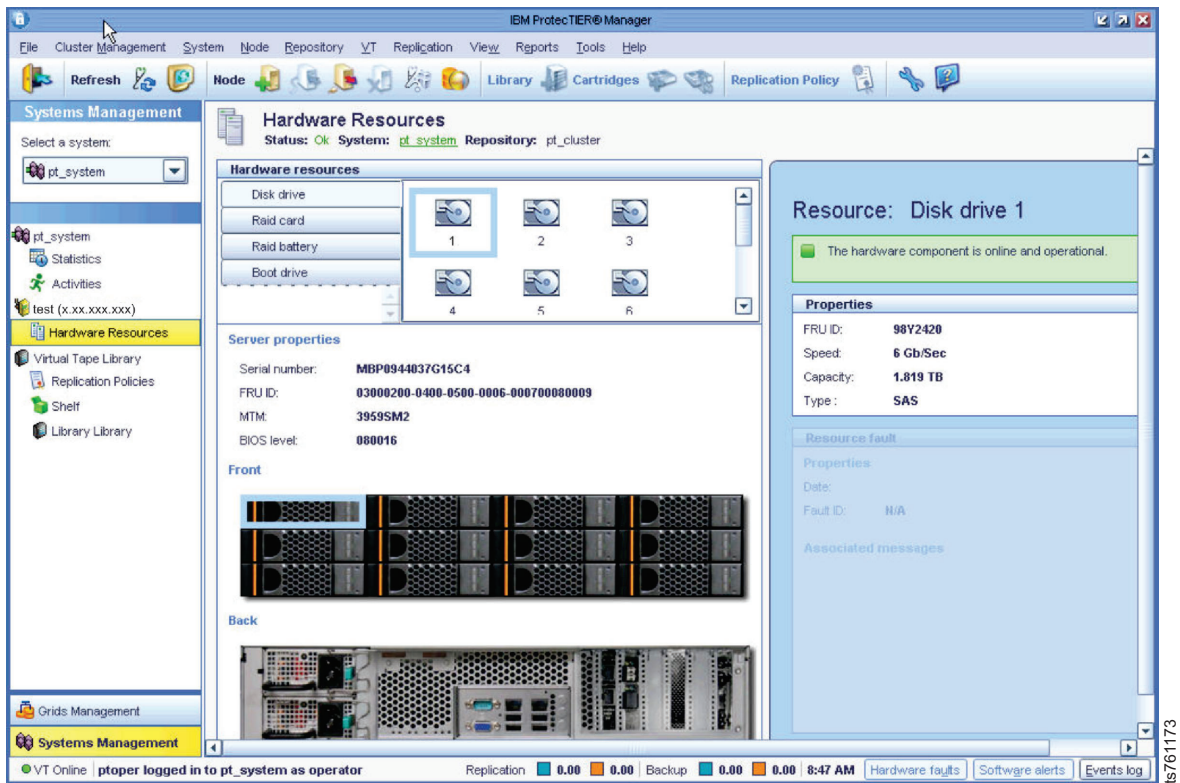 IBM ProtecTIER® Manager
File Cluster Management System Node Repository VT Replication View Reports Tools Help
Refresh Node Library Cartridges Replication Policy
Systems Management
Select a system:
pt_system
pt_system
Statistics
Activities
test (x.xx.xxx.xxx)
Hardware Resources
Virtual Tape Library
Replication Policies
Shelf
Library Library
Grids Management
Systems Management
Hardware Resources
Status: Ok System: pt_system Repository: pt_cluster
Hardware resources
Disk drive
Raid card
Raid battery
Boot drive
1 2 3
4 5 6
Server properties
Serial number: MBP0944037G15C4
FRU ID: 03000200-0400-0500-0006-000700080009
MTM: 3959SM2
BIOS level: 080016
Front
Back
Resource: Disk drive 1
The hardware component is online and operational.
Properties
FRU ID: 98Y2420
Speed: 6 Gb/Sec
Capacity: 1.819 TB
Type : SAS
Resource fault
Properties
Date:
Fault ID: N/A
Associated messages
VT Online ptoper logged in to pt_system as operator Replication 0.00 0.00 Backup 0.00 0.00 8:47 AM Hardware faults Software alerts Events log
ts761173